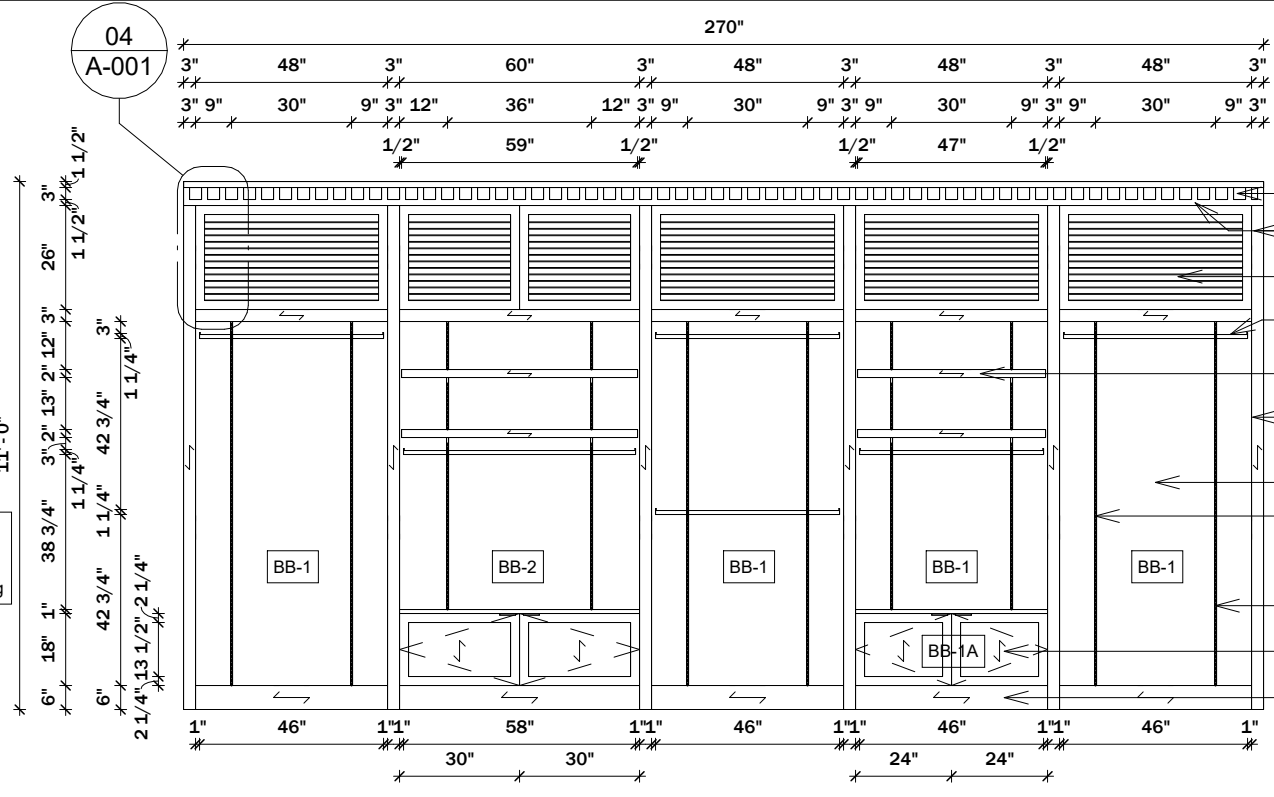 04
A-001
270"
3" 48" 3" 60" 3" 48" 3" 48" 3" 48" 3"
3" 9" 30" 9" 3" 12" 36" 12" 3" 9" 30" 9" 3" 9" 30" 9" 3" 9" 30" 9" 3"
1/2" 59" 1/2" 1/2" 47" 1/2"
11'-0"
3" 26" 3" 12" 2" 13" 2" 3" 38 3/4" 1" 18" 6"
1 1/2" 1 1/2" 1 1/4"
3" 42 3/4" 1 1/4" 42 3/4" 6"
1 1/4"
2 1/4" 13 1/2" 2 1/4"
BB-1
BB-2
BB-1
BB-1
BB-1
BB-1A
1" 46" 1" 1" 58" 1" 1" 46" 1" 1" 46" 1" 1" 46" 1"
30" 30" 24" 24"